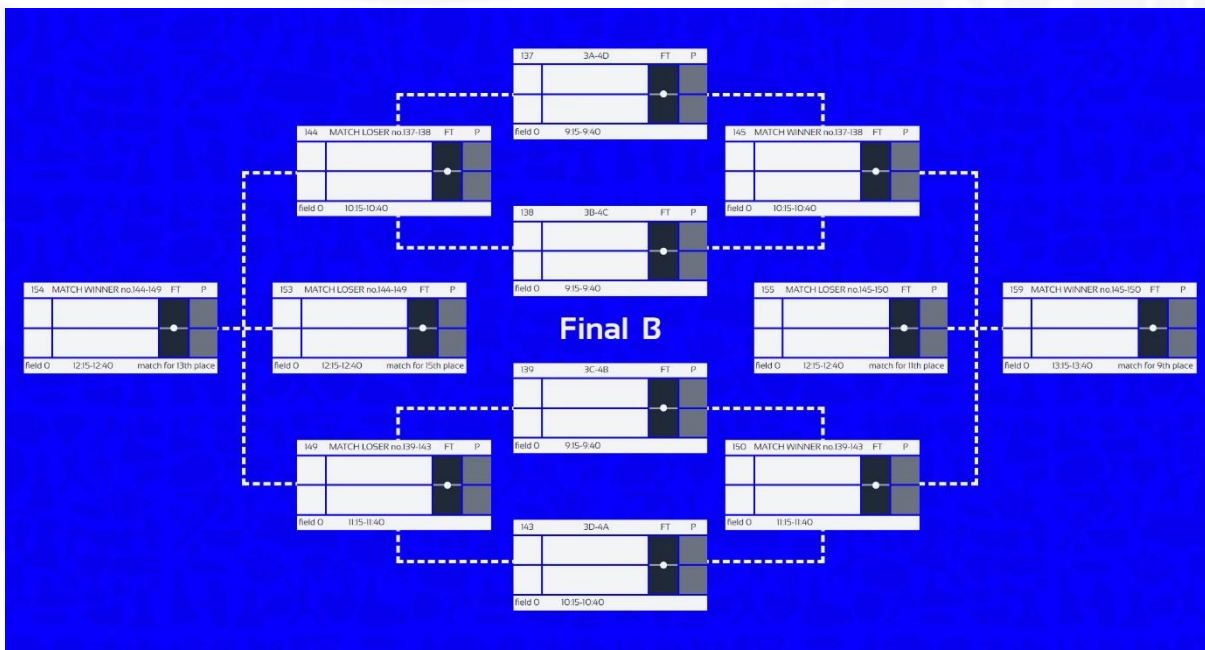 137 3A-4D FT P
field 0 9:15-9:40
144 MATCH LOSER no.137-138 FT P
field 0 10:15-10:40
145 MATCH WINNER no.137-138 FT P
field 0 10:15-10:40
138 3B-4C FT P
field 0 9:15-9:40
154 MATCH WINNER no.144-149 FT P
field 0 12:15-12:40 match for 13th place
153 MATCH LOSER no.144-149 FT P
field 0 12:15-12:40 match for 15th place
Final B
155 MATCH LOSER no.145-150 FT P
field 0 12:15-12:40 match for 11th place
159 MATCH WINNER no.145-150 FT P
field 0 13:15-13:40 match for 9th place
139 3C-4B FT P
field 0 9:15-9:40
149 MATCH LOSER no.139-143 FT P
field 0 11:15-11:40
150 MATCH WINNER no.139-143 FT P
field 0 11:15-11:40
143 3D-4A FT P
field 0 10:15-10:40